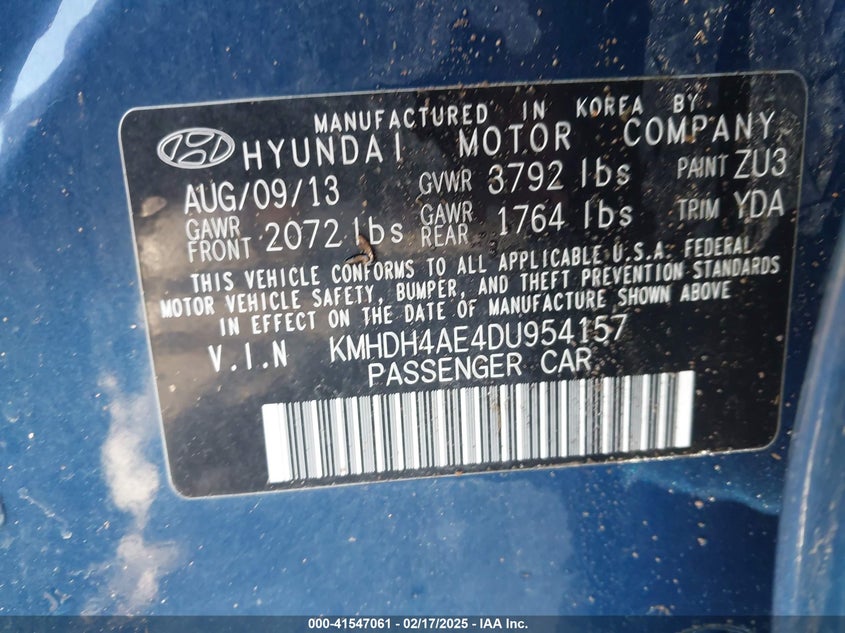 MANUFACTURED IN KOREA BY
HYUNDAI MOTOR COMPANY
AUG/09/13 GVWR 3792 lbs PAINT ZU3
GAWR FRONT 2072 lbs GAWR REAR 1764 lbs TRIM YDA
THIS VEHICLE CONFORMS TO ALL APPLICABLE U.S.A. FEDERAL
MOTOR VEHICLE SAFETY, BUMPER, AND THEFT PREVENTION STANDARDS
IN EFFECT ON THE DATE OF MANUFACTURE SHOWN ABOVE
V.I.N KMHDH4AE4DU954157
PASSENGER CAR
000-41547061 - 02/17/2025 - IAA Inc.